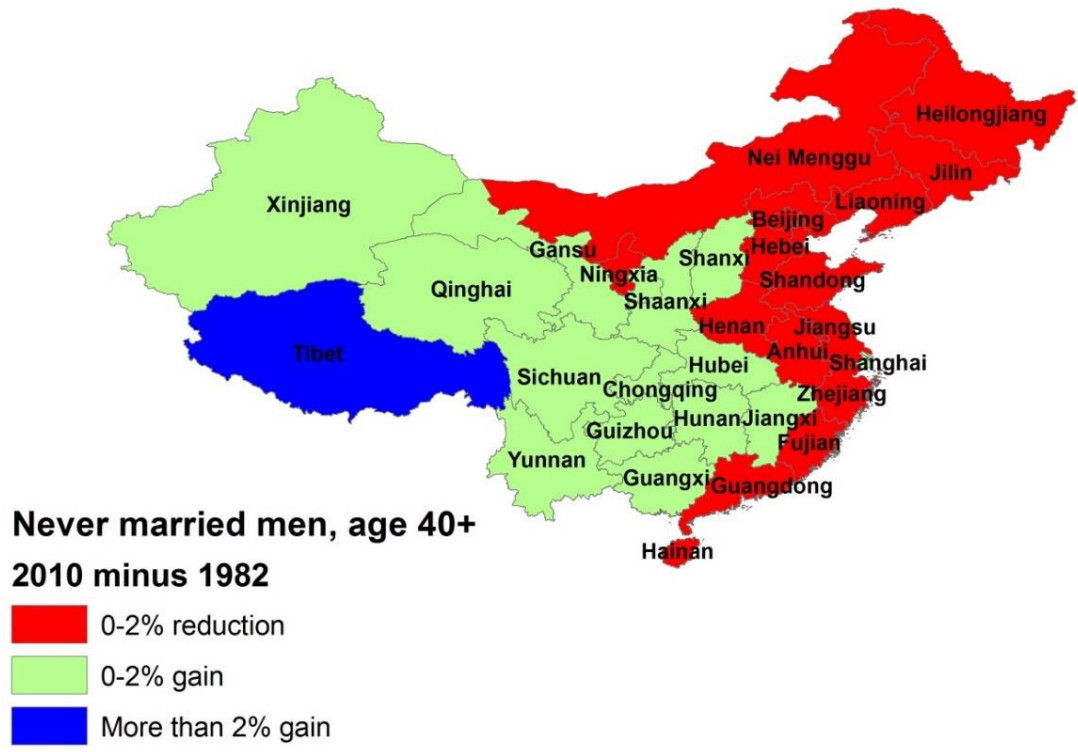 Heilongjiang
Nei Menggu
Jilin
Xinjiang
Liaoning
Beijing
Gansu
Shanxi
Hebei
Ningxia
Shandong
Qinghai
Shaanxi
Henan
Jiangsu
Tibet
Anhui
Shanghai
Hubei
Sichuan
Chongqing
Zhejiang
Hunan
Jiangxi
Guizhou
Fujian
Yunnan
Guangxi
Guangdong
Hainan
Never married men, age 40+
2010 minus 1982
0-2% reduction
0-2% gain
More than 2% gain